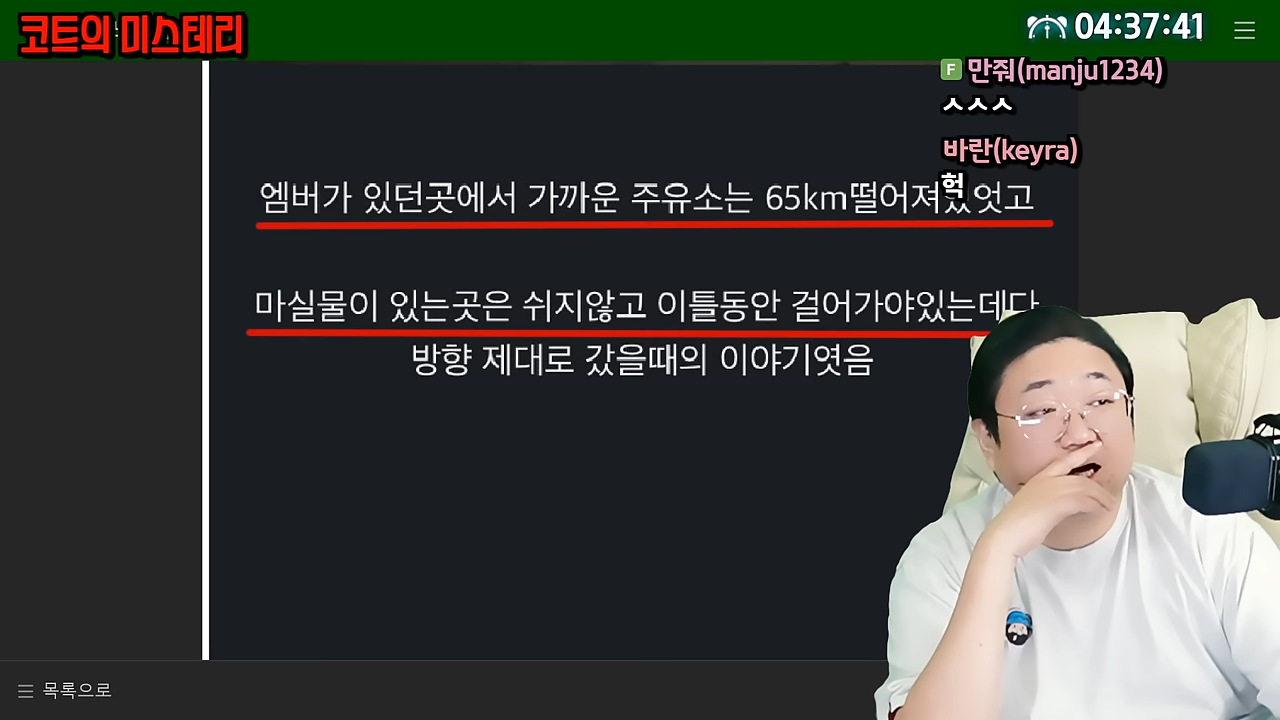 코트의 미스테리
04:37:41
F 만줘(manju1234)
ㅅㅅㅅ
바란(keyra)
헉
엠버가 있던곳에서 가까운 주유소는 65km떨어져있엇고
마실물이 있는곳은 쉬지않고 이틀동안 걸어가야있는데다
방향 제대로 갔을때의 이야기엿음
목록으로